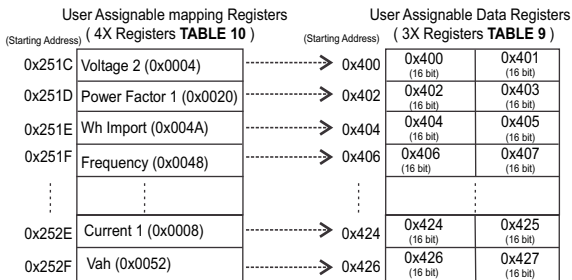 User Assignable mapping Registers
( 4X Registers TABLE 10 )
(Starting Address)
User Assignable Data Registers
( 3X Registers TABLE 9 )
(Starting Address)
0x251C Voltage 2 (0x0004) 0x400 0x400 (16 bit) 0x401 (16 bit)
0x251D Power Factor 1 (0x0020) 0x402 0x402 (16 bit) 0x403 (16 bit)
0x251E Wh Import (0x004A) 0x404 0x404 (16 bit) 0x405 (16 bit)
0x251F Frequency (0x0048) 0x406 0x406 (16 bit) 0x407 (16 bit)
0x252E Current 1 (0x0008) 0x424 0x424 (16 bit) 0x425 (16 bit)
0x252F Vah (0x0052) 0x426 0x426 (16 bit) 0x427 (16 bit)